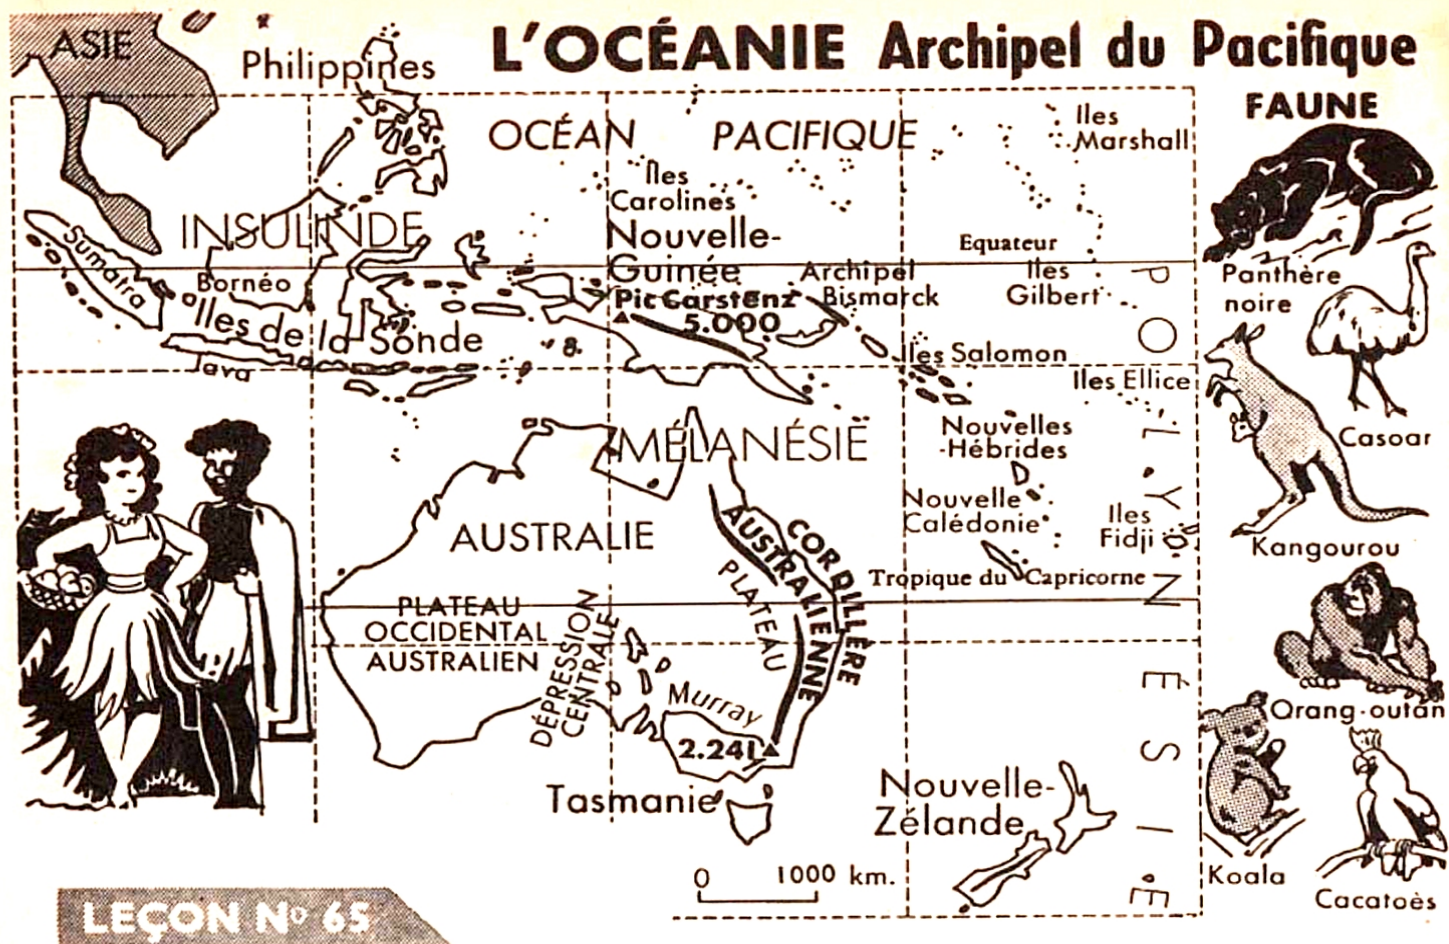 L'OCÉANIE Archipel du Pacifique
ASIE
Philippines
FAUNE
OCÉAN PACIFIQUE
Iles
Marshall
Iles
Carolines
INSULINDE
Nouvelle-
Guinée
Equateur
Sumatra
Bornéo
Pic Carstenz
5.000
Archipel
Bismarck
Iles
Gilbert
Iles de la Sonde
Java
Iles Salomon
Iles Ellice
MÉLANÉSIE
Nouvelles
-Hébrides
Nouvelle
Calédonie
Iles
Fidji
AUSTRALIE
CORDILLÈRE
AUSTRALIENNE
PLATEAU
Tropique du Capricorne
PLATEAU
OCCIDENTAL
AUSTRALIEN
DÉPRESSION
CENTRALE
Murray
2.241
Tasmanie
Nouvelle-
Zélande
POLYNÉSIE
0 1000 km.
Panthère
noire
Casoar
Kangourou
Orang-outan
Koala
Cacatoès
LEÇON No 65